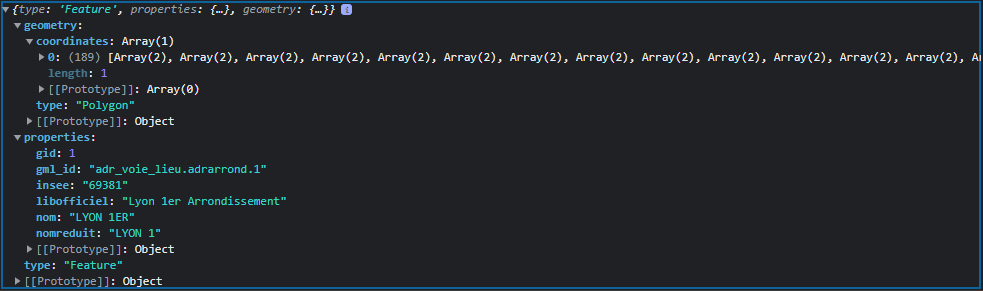 {type: 'Feature', properties: {…}, geometry: {…}} i
geometry:
coordinates: Array(1)
0: (189) [Array(2), Array(2), Array(2), Array(2), Array(2), Array(2), Array(2), Array(2), Array(2), Array(2), Array(2), Array(2), Array(2), A
length: 1
[[Prototype]]: Array(0)
type: "Polygon"
[[Prototype]]: Object
properties:
gid: 1
gml_id: "adr_voie_lieu.adrarrond.1"
insee: "69381"
libofficiel: "Lyon 1er Arrondissement"
nom: "LYON 1ER"
nomreduit: "LYON 1"
[[Prototype]]: Object
type: "Feature"
[[Prototype]]: Object